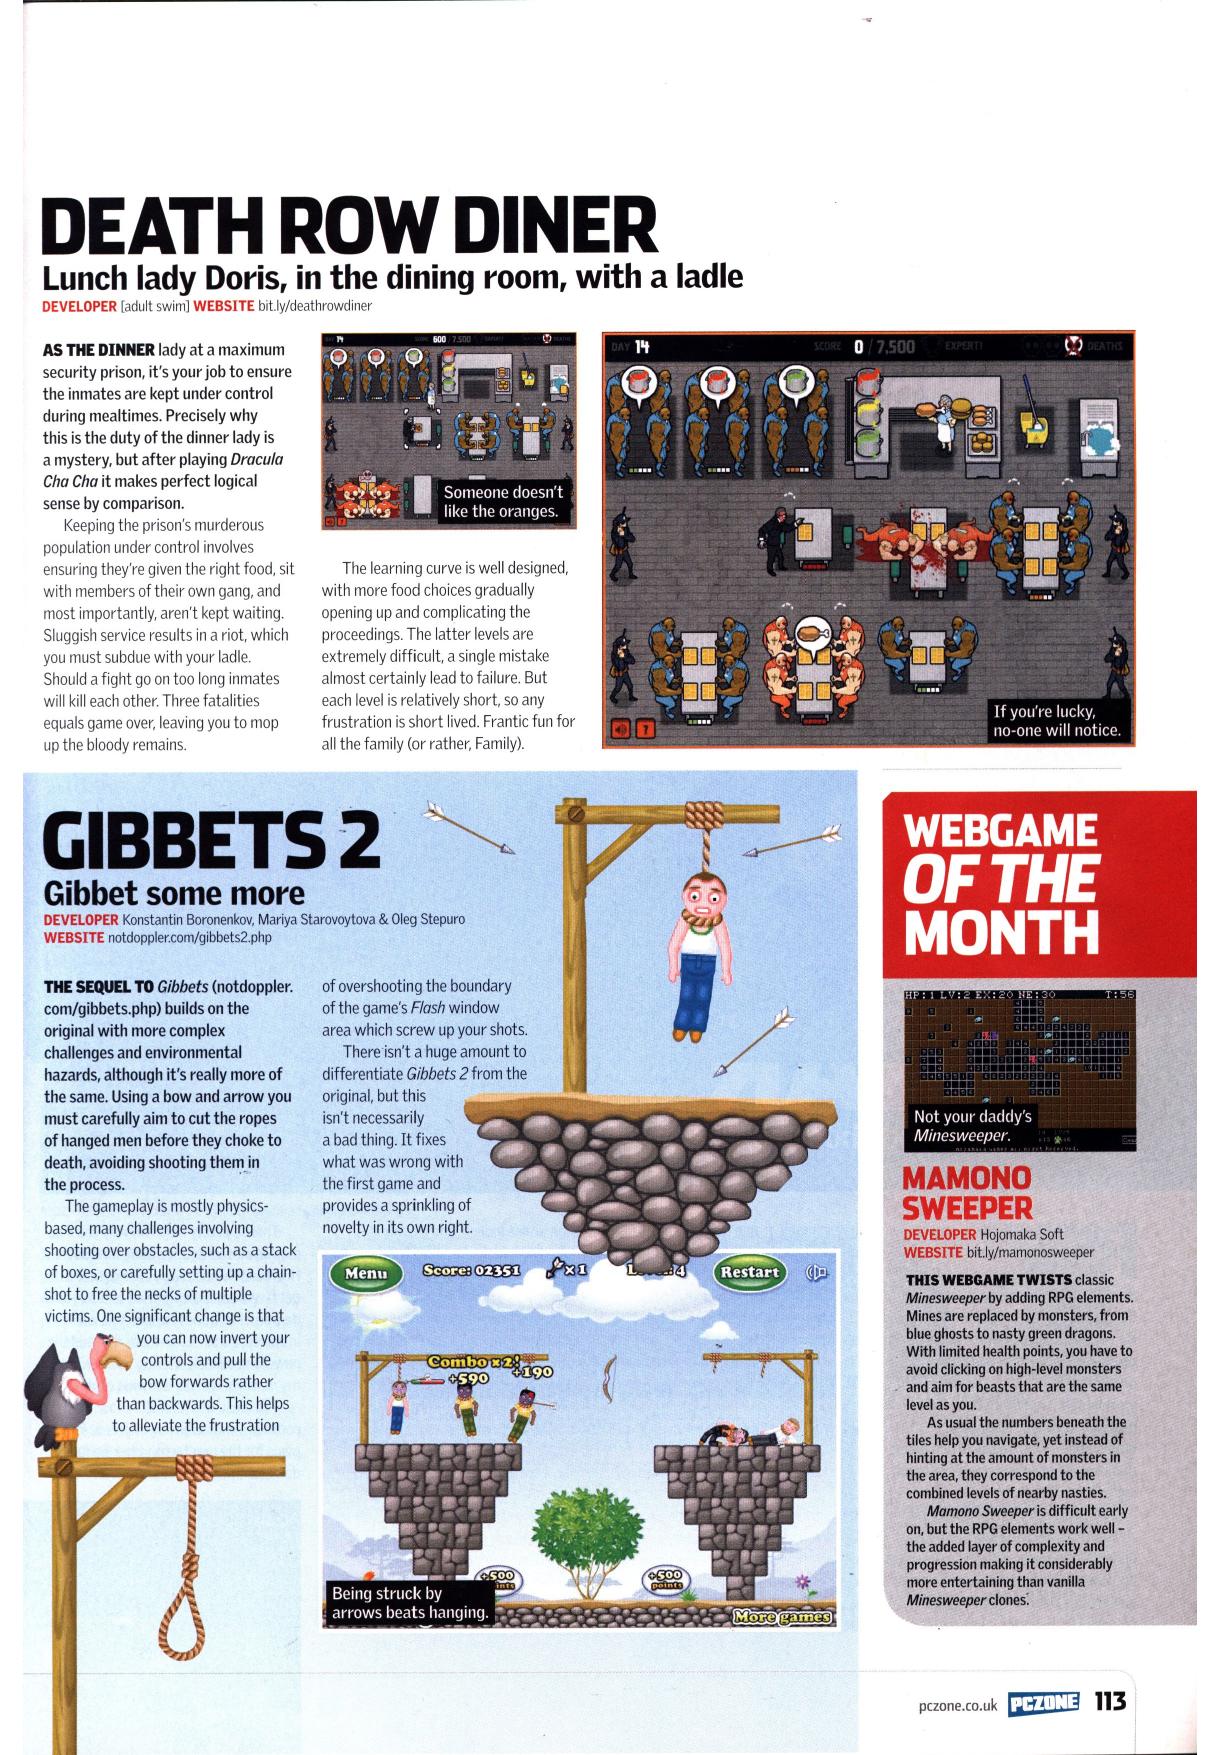 DEATH ROW DINER
Lunch lady Doris, in the dining room, with a ladle
DEVELOPER [adult swim] WEBSITE bit.ly/deathrowdiner
AS THE DINNER lady at a maximum
security prison, it's your job to ensure
the inmates are kept under control
during mealtimes. Precisely why
this is the duty of the dinner lady is
a mystery, but after playing Dracula
Cha Cha it makes perfect logical
sense by comparison.
Keeping the prison's murderous
population under control involves
ensuring they're given the right food, sit
with members of their own gang, and
most importantly, aren't kept waiting.
Sluggish service results in a riot, which
you must subdue with your ladle.
Should a fight go on too long inmates
will kill each other. Three fatalities
equals game over, leaving you to mop
up the bloody remains.
DAY 14 SCORE 600 / 7,500 EXPERT! DEATHS
Someone doesn't
like the oranges.
The learning curve is well designed,
with more food choices gradually
opening up and complicating the
proceedings. The latter levels are
extremely difficult, a single mistake
almost certainly lead to failure. But
each level is relatively short, so any
frustration is short lived. Frantic fun for
all the family (or rather, Family).
DAY 14 SCORE 0 / 7,500 EXPERT! DEATHS
?
If you're lucky,
no-one will notice.
GIBBETS 2
Gibbet some more
DEVELOPER Konstantin Boronenkov, Mariya Starovoytova & Oleg Stepuro
WEBSITE notdoppler.com/gibbets2.php
THE SEQUEL TO Gibbets (notdoppler.
com/gibbets.php) builds on the
original with more complex
challenges and environmental
hazards, although it's really more of
the same. Using a bow and arrow you
must carefully aim to cut the ropes
of hanged men before they choke to
death, avoiding shooting them in
the process.
The gameplay is mostly physics-
based, many challenges involving
shooting over obstacles, such as a stack
of boxes, or carefully setting up a chain-
shot to free the necks of multiple
victims. One significant change is that
you can now invert your
controls and pull the
bow forwards rather
than backwards. This helps
to alleviate the frustration
of overshooting the boundary
of the game's Flash window
area which screw up your shots.
There isn't a huge amount to
differentiate Gibbets 2 from the
original, but this
isn't necessarily
a bad thing. It fixes
what was wrong with
the first game and
provides a sprinkling of
novelty in its own right.
Menu Score: 02351 x1 4 Restart
Combo x2!
+590 +190
+500
+500
points
Being struck by
arrows beats hanging.
More games
WEBGAME
OF THE
MONTH
HP:1 LV:2 EX:20 NE:30 T:56
Not your daddy's
Minesweeper.
MAMONO
SWEEPER
DEVELOPER Hojomaka Soft
WEBSITE bit.ly/mamonosweeper
THIS WEBGAME TWISTS classic
Minesweeper by adding RPG elements.
Mines are replaced by monsters, from
blue ghosts to nasty green dragons.
With limited health points, you have to
avoid clicking on high-level monsters
and aim for beasts that are the same
level as you.
As usual the numbers beneath the
tiles help you navigate, yet instead of
hinting at the amount of monsters in
the area, they correspond to the
combined levels of nearby nasties.
Mamono Sweeper is difficult early
on, but the RPG elements work well –
the added layer of complexity and
progression making it considerably
more entertaining than vanilla
Minesweeper clones.
pczone.co.uk PCZONE 113